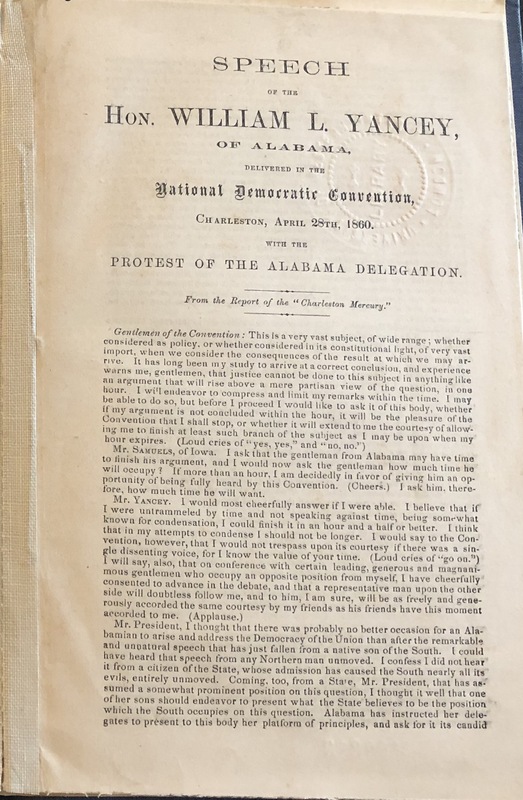 SPEECH
OF THE
HON. WILLIAM L. YANCEY,
OF ALABAMA,
DELIVERED IN THE
National Democratic Convention,
CHARLESTON, APRIL 28TH, 1860.
WITH THE
PROTEST OF THE ALABAMA DELEGATION.
From the Report of the "Charleston Mercury."
Gentlemen of the Convention: This is a very vast subject, of wide range; whether
considered as policy, or whether considered in its constitutional light, of very vast
import, when we consider the consequences of the result at which we may ar-
rive. It has long been my study to arrive at a correct conclusion, and experience
warns me, gentlemen, that justice cannot be done to this subject in anything like
an argument that will rise above a mere partisan view of the question, in one
hour. I will endeavor to compress and limit my remarks within the time. I may
be able to do so, but before I proceed I would like to ask it of this body, whether
if my argument is not concluded within the hour, it will be the pleasure of the
Convention that I shall stop, or whether it will extend to me the courtesy of allow-
ing me to finish at least such branch of the subject as I may be upon when my
hour expires. (Loud cries of "yes, yes," and "no, no.")
Mr. SAMUELS, of Iowa. I ask that the gentleman from Alabama may have time
to finish his argument, and I would now ask the gentleman how much time he
will occupy? If more than an hour, I am decidedly in favor of giving him an op-
portunity of being fully heard by this Convention. (Cheers.) I ask him, there-
fore, how much time he will want.
Mr. YANCEY. I would most cheerfully answer if I were able. I believe that if
I were untrammeled by time and not speaking against time, being som-what
known for condensation, I could finish it in an hour and a half or better. I think
that in my attempts to condense I should not be longer. I would say to the Con-
vention, however, that I would not trespass upon its courtesy if there was a sin-
gle dissenting voice, for I know the value of your time. (Loud cries of "go on.")
I will say, also, that on conference with certain leading, generous and magnani-
mous gentlemen who occupy an opposite position from myself, I have cheerfully
consented to advance in the debate, and that a representative man upon the other
side will doubtless follow me, and to him, I am sure, will be as freely and gene-
rously accorded the same courtesy by my friends as his friends have this moment
accorded to me. (Applause.)
Mr. President, I thought that there was probably no better occasion for an Ala-
bamian to arise and address the Democracy of the Union than after the remarkable
and unnatural speech that has just fallen from a native son of the South. I could
have heard that speech from any Northern man unmoved. I confess I did not hear
it from a citizen of the State, whose admission has caused the South nearly all its
evils, entirely unmoved. Coming, too, from a State, Mr. President, that has as-
sumed a somewhat prominent position on this question, I thought it well that one
of her sons should endeavor to present what the State believes to be the position
which the South occupies on this question. Alabama has instructed her dele-
gates to present to this body her platform of principles, and ask for it its candid